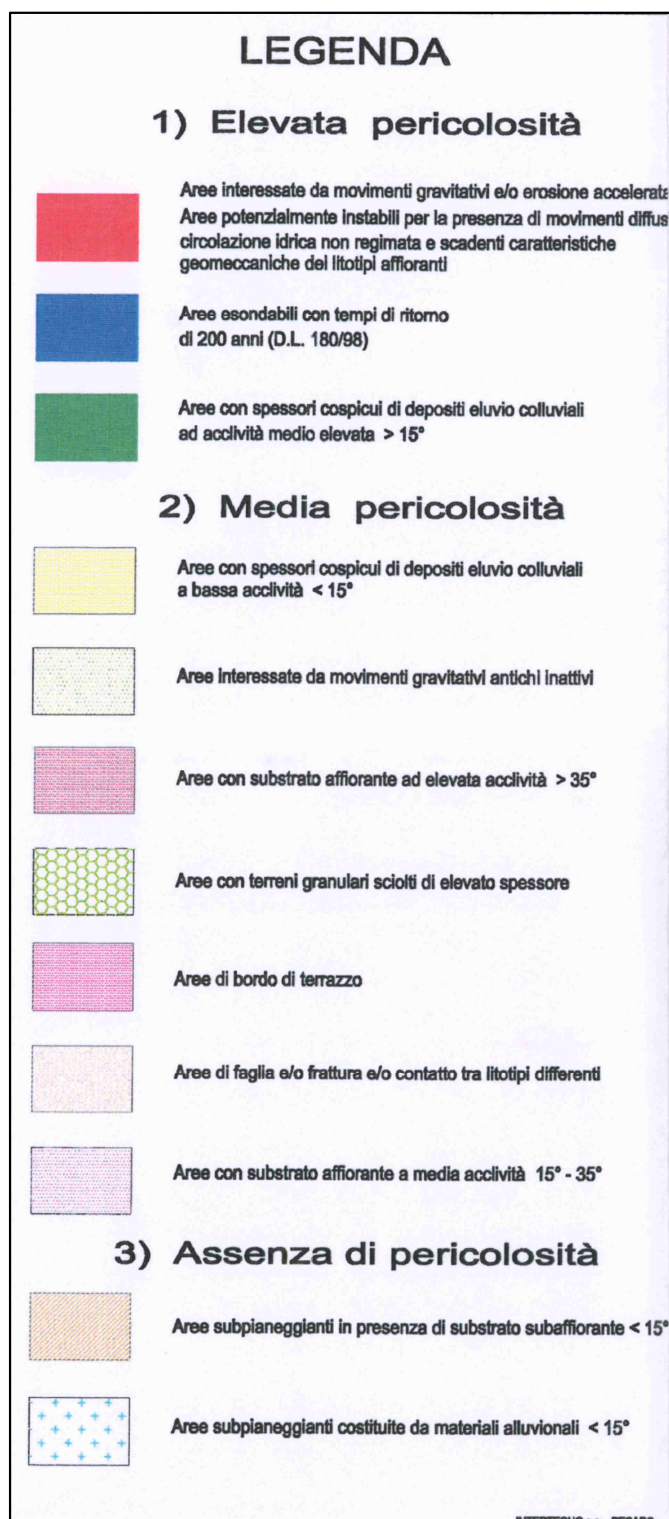 LEGENDA
1) Elevata pericolosità
Aree interessate da movimenti gravitativi e/o erosione accelerata
Aree potenzialmente instabili per la presenza di movimenti diffus
circolazione idrica non regimata e scadenti caratteristiche
geomeccaniche dei litotipi affioranti
Aree esondabili con tempi di ritorno
di 200 anni (D.L. 180/98)
Aree con spessori cospicui di depositi eluvio colluviali
ad acclività medio elevata > 15°
2) Media pericolosità
Aree con spessori cospicui di depositi eluvio colluviali
a bassa acclività < 15°
Aree interessate da movimenti gravitativi antichi inattivi
Aree con substrato affiorante ad elevata acclività > 35°
Aree con terreni granulari sciolti di elevato spessore
Aree di bordo di terrazzo
Aree di faglia e/o frattura e/o contatto tra litotipi differenti
Aree con substrato affiorante a media acclività 15° - 35°
3) Assenza di pericolosità
Aree subpianeggianti in presenza di substrato subaffiorante < 15°
Aree subpianeggianti costituite da materiali alluvionali < 15°